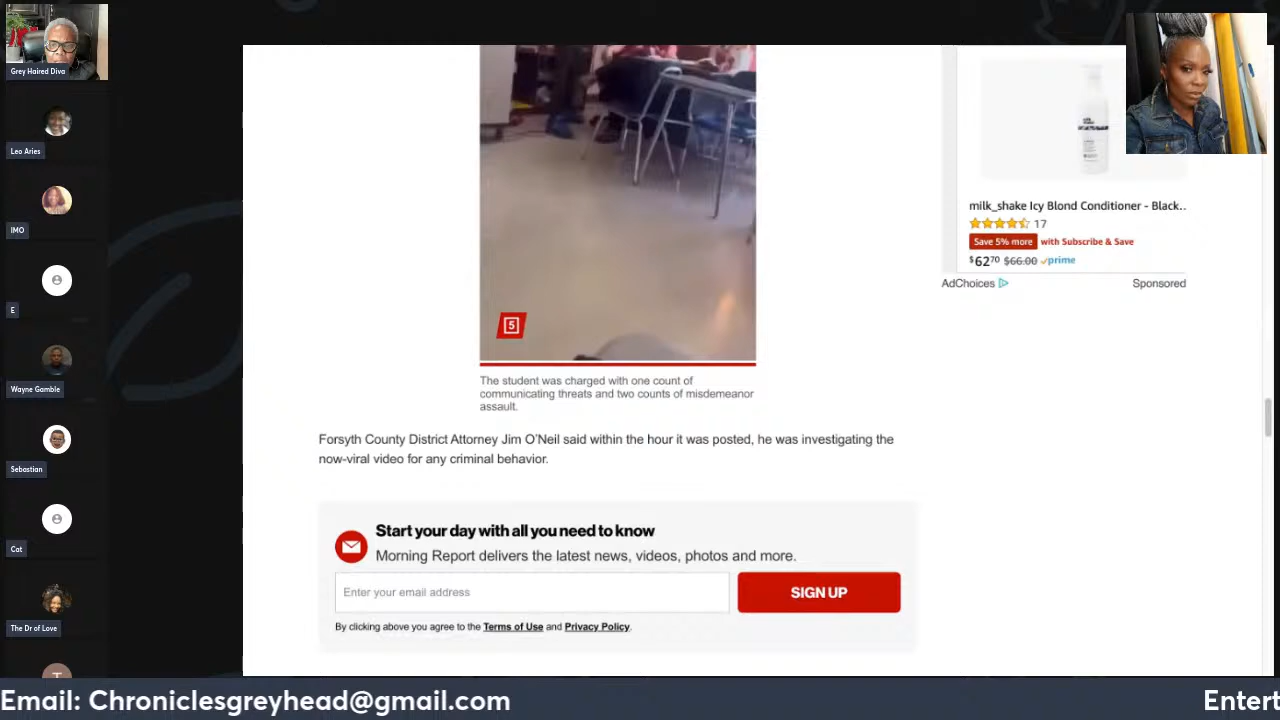 Grey Haired Diva
Leo Aries
IMO
E
Wayne Gamble
Sebastian
Cat
The Dr of Love
T
5
The student was charged with one count of
communicating threats and two counts of misdemeanor
assault.
Forsyth County District Attorney Jim O'Neil said within the hour it was posted, he was investigating the
now-viral video for any criminal behavior.
Start your day with all you need to know
Morning Report delivers the latest news, videos, photos and more.
Enter your email address
SIGN UP
By clicking above you agree to the Terms of Use and Privacy Policy.
milk_shake Icy Blond Conditioner - Black..
17
Save 5% more with Subscribe & Save
$62.70 $66.00 prime
AdChoices
Sponsored
Email: Chroniclesgreyhead@gmail.com
Entert